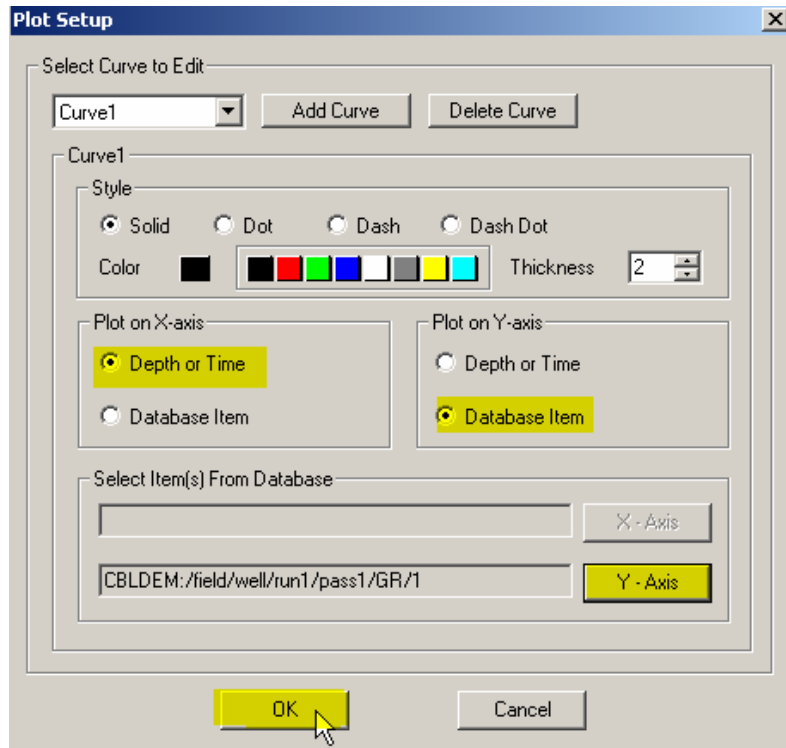 Plot Setup
Select Curve to Edit
Curve1 Add Curve Delete Curve
Curve1
Style
Solid Dot Dash Dash Dot
Color Thickness 2
Plot on X-axis Plot on Y-axis
Depth or Time Depth or Time
Database Item Database Item
Select Item(s) From Database
X - Axis
CBLDEM:/field/well/run1/pass1/GR/1 Y - Axis
OK Cancel